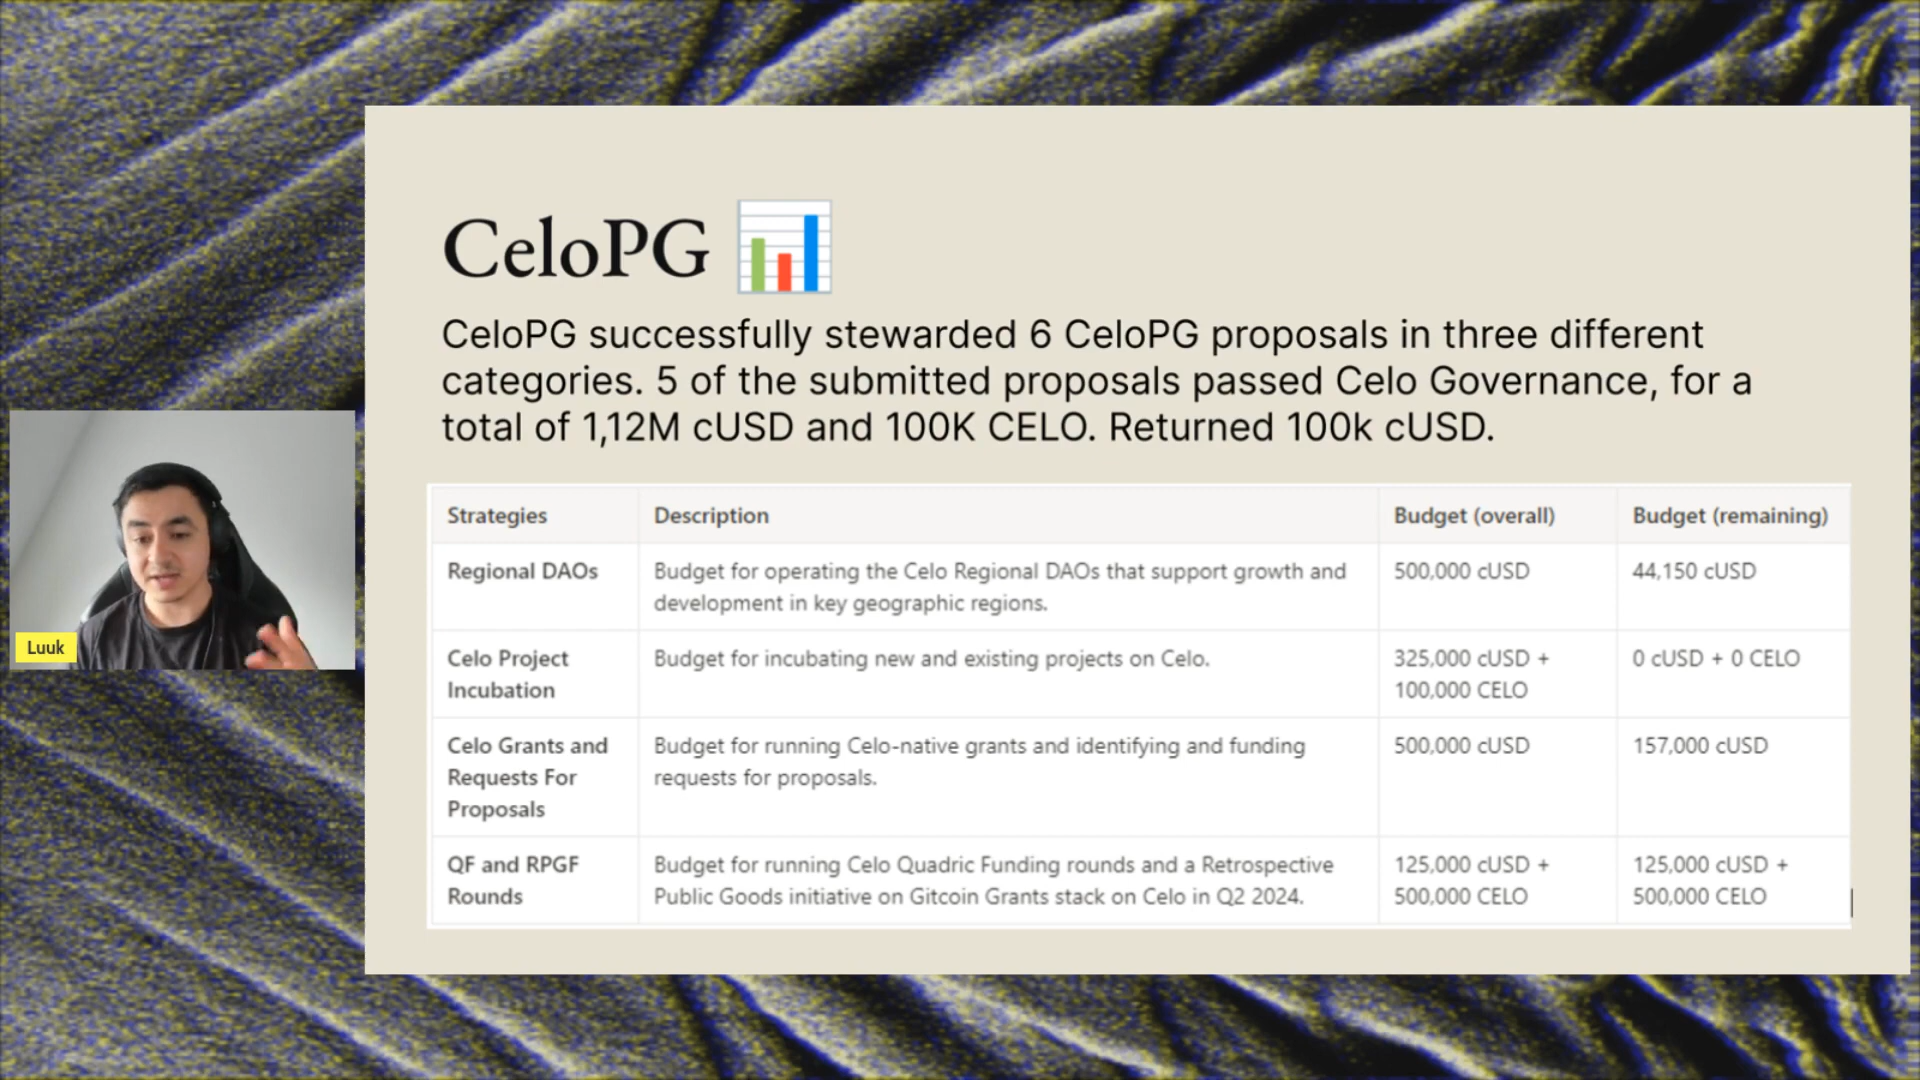 CeloPG
CeloPG successfully stewarded 6 CeloPG proposals in three different
categories. 5 of the submitted proposals passed Celo Governance, for a
total of 1,12M cUSD and 100K CELO. Returned 100k cUSD.
Strategies Description Budget (overall) Budget (remaining)
Regional DAOs Budget for operating the Celo Regional DAOs that support growth and 500,000 cUSD 44,150 cUSD
development in key geographic regions.
Celo Project Budget for incubating new and existing projects on Celo. 325,000 cUSD + 0 cUSD + 0 CELO
Incubation 100,000 CELO
Celo Grants and Budget for running Celo-native grants and identifying and funding 500,000 cUSD 157,000 cUSD
Requests For requests for proposals.
Proposals
QF and RPGF Budget for running Celo Quadric Funding rounds and a Retrospective 125,000 cUSD + 125,000 cUSD +
Rounds Public Goods initiative on Gitcoin Grants stack on Celo in Q2 2024. 500,000 CELO 500,000 CELO
Luuk